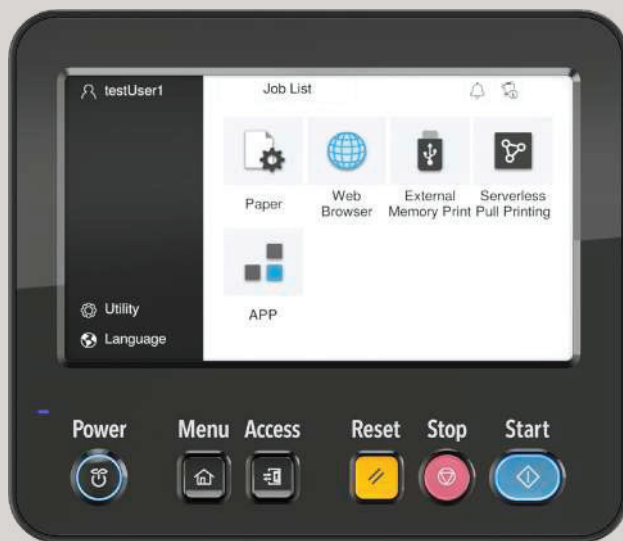 testUser1
Job List
Paper
Web
Browser
External
Memory Print
Serverless
Pull Printing
APP
Utility
Language
Power
Menu
Access
Reset
Stop
Start